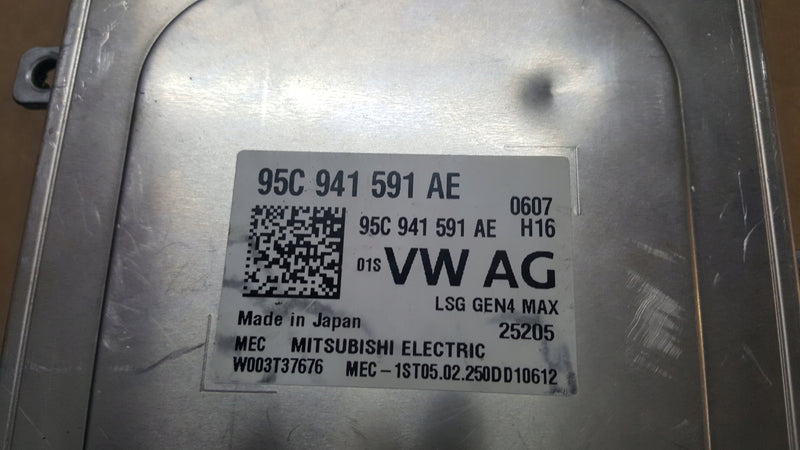 95C 941 591 AE
0607
95C 941 591 AE H16
01S VW AG
LSG GEN4 MAX
Made in Japan 25205
MEC MITSUBISHI ELECTRIC
W003T37676 MEC-1ST05.02.250DD10612